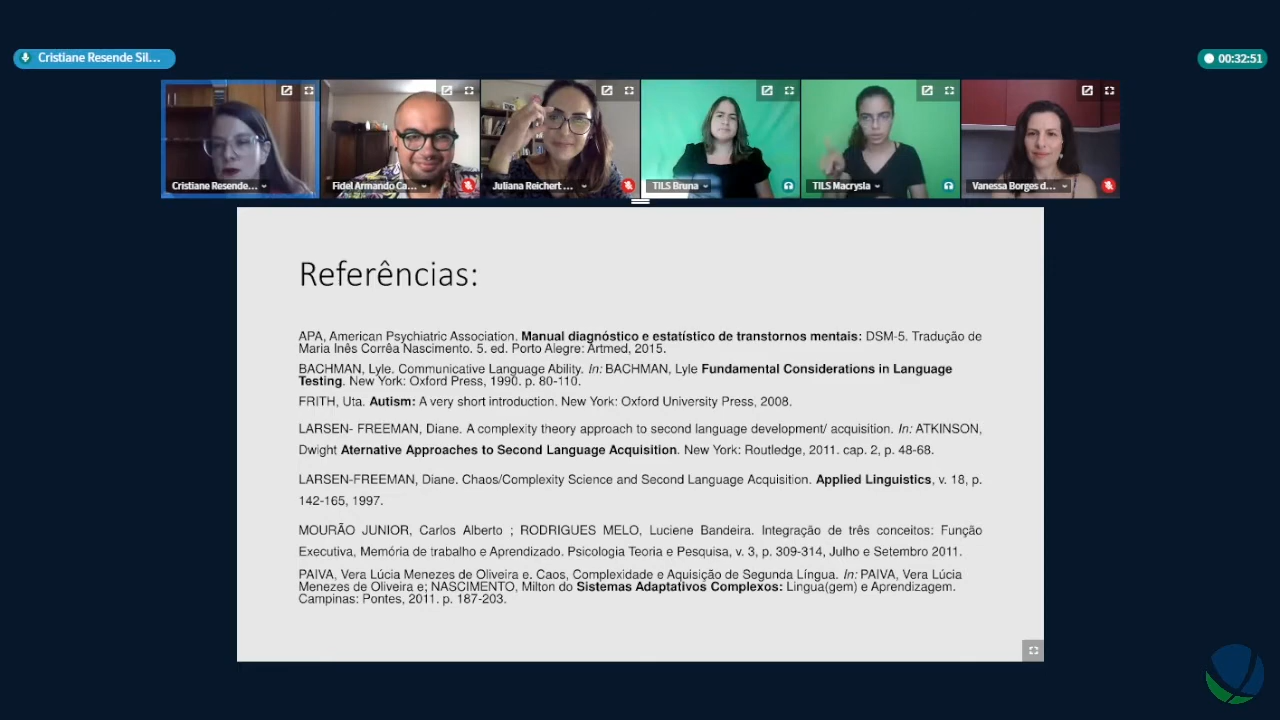 Cristiane Resende Sil...
00:32:51
Cristiane Resende...
Fidel Armando Ca...
Juliana Reichert ...
TILS Bruna
TILS Macrysla
Vanessa Borges d...
Referências:
APA, American Psychiatric Association. Manual diagnóstico e estatístico de transtornos mentais: DSM-5. Tradução de
Maria Inês Corrêa Nascimento. 5. ed. Porto Alegre: Artmed, 2015.
BACHMAN, Lyle. Communicative Language Ability. In: BACHMAN, Lyle Fundamental Considerations in Language
Testing. New York: Oxford Press, 1990. p. 80-110.
FRITH, Uta. Autism: A very short introduction. New York: Oxford University Press, 2008.
LARSEN- FREEMAN, Diane. A complexity theory approach to second language development/ acquisition. In: ATKINSON,
Dwight Aternative Approaches to Second Language Acquisition. New York: Routledge, 2011. cap. 2, p. 48-68.
LARSEN-FREEMAN, Diane. Chaos/Complexity Science and Second Language Acquisition. Applied Linguistics, v. 18, p.
142-165, 1997.
MOURÃO JUNIOR, Carlos Alberto ; RODRIGUES MELO, Luciene Bandeira. Integração de três conceitos: Função
Executiva, Memória de trabalho e Aprendizado. Psicologia Teoria e Pesquisa, v. 3, p. 309-314, Julho e Setembro 2011.
PAIVA, Vera Lúcia Menezes de Oliveira e. Caos, Complexidade e Aquisição de Segunda Língua. In: PAIVA, Vera Lúcia
Menezes de Oliveira e; NASCIMENTO, Milton do Sistemas Adaptativos Complexos: Lingua(gem) e Aprendizagem.
Campinas: Pontes, 2011. p. 187-203.